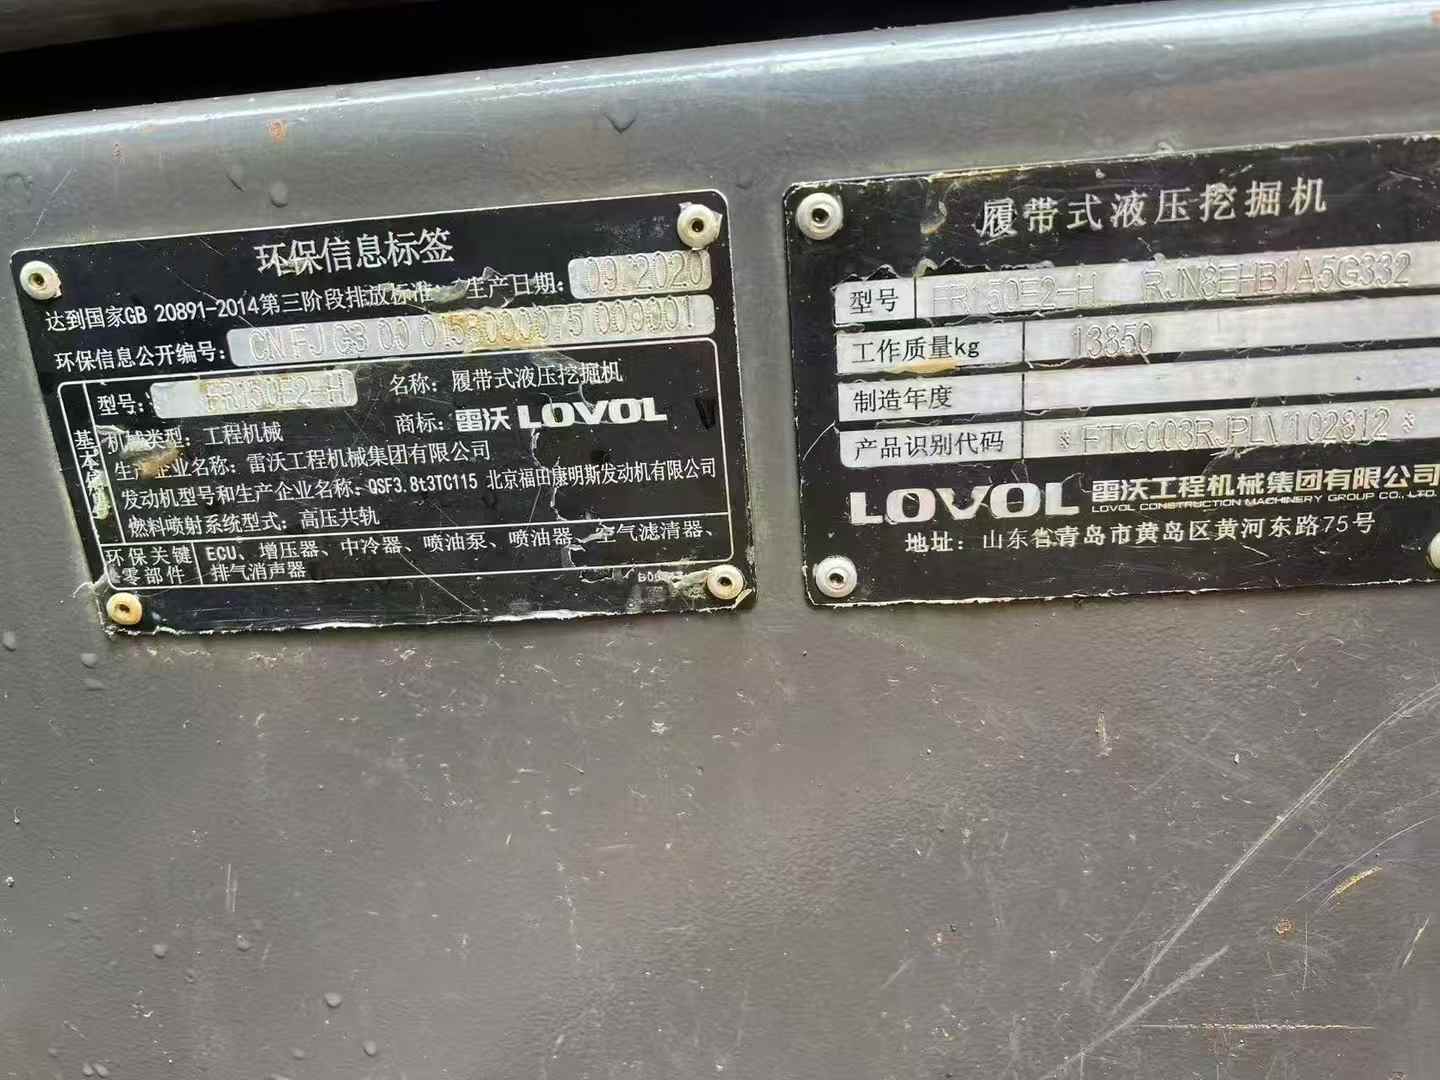 环保信息标签
达到国家GB 20891-2014第三阶段排放标准 生产日期: 09.2020
环保信息公开编号: CN FJ G3 00 0153000075 000001
基本信息
型号: FR150E2-H 名称: 履带式液压挖掘机
机械类型: 工程机械 商标: 雷沃 LOVOL
生产企业名称: 雷沃工程机械集团有限公司
发动机型号和生产企业名称: QSF3.8t3TC115 北京福田康明斯发动机有限公司
燃料喷射系统型式: 高压共轨
环保关键零部件 ECU、增压器、中冷器、喷油泵、喷油器、空气滤清器、
排气消声器
履带式液压挖掘机
型号 FR150E2-H RJN8EHB1A5G332
工作质量kg 13850
制造年度
产品识别代码 *FTC003RJPLV102812*
LOVOL 雷沃工程机械集团有限公司
LOVOL CONSTRUCTION MACHINERY GROUP CO., LTD.
地址: 山东省青岛市黄岛区黄河东路75号